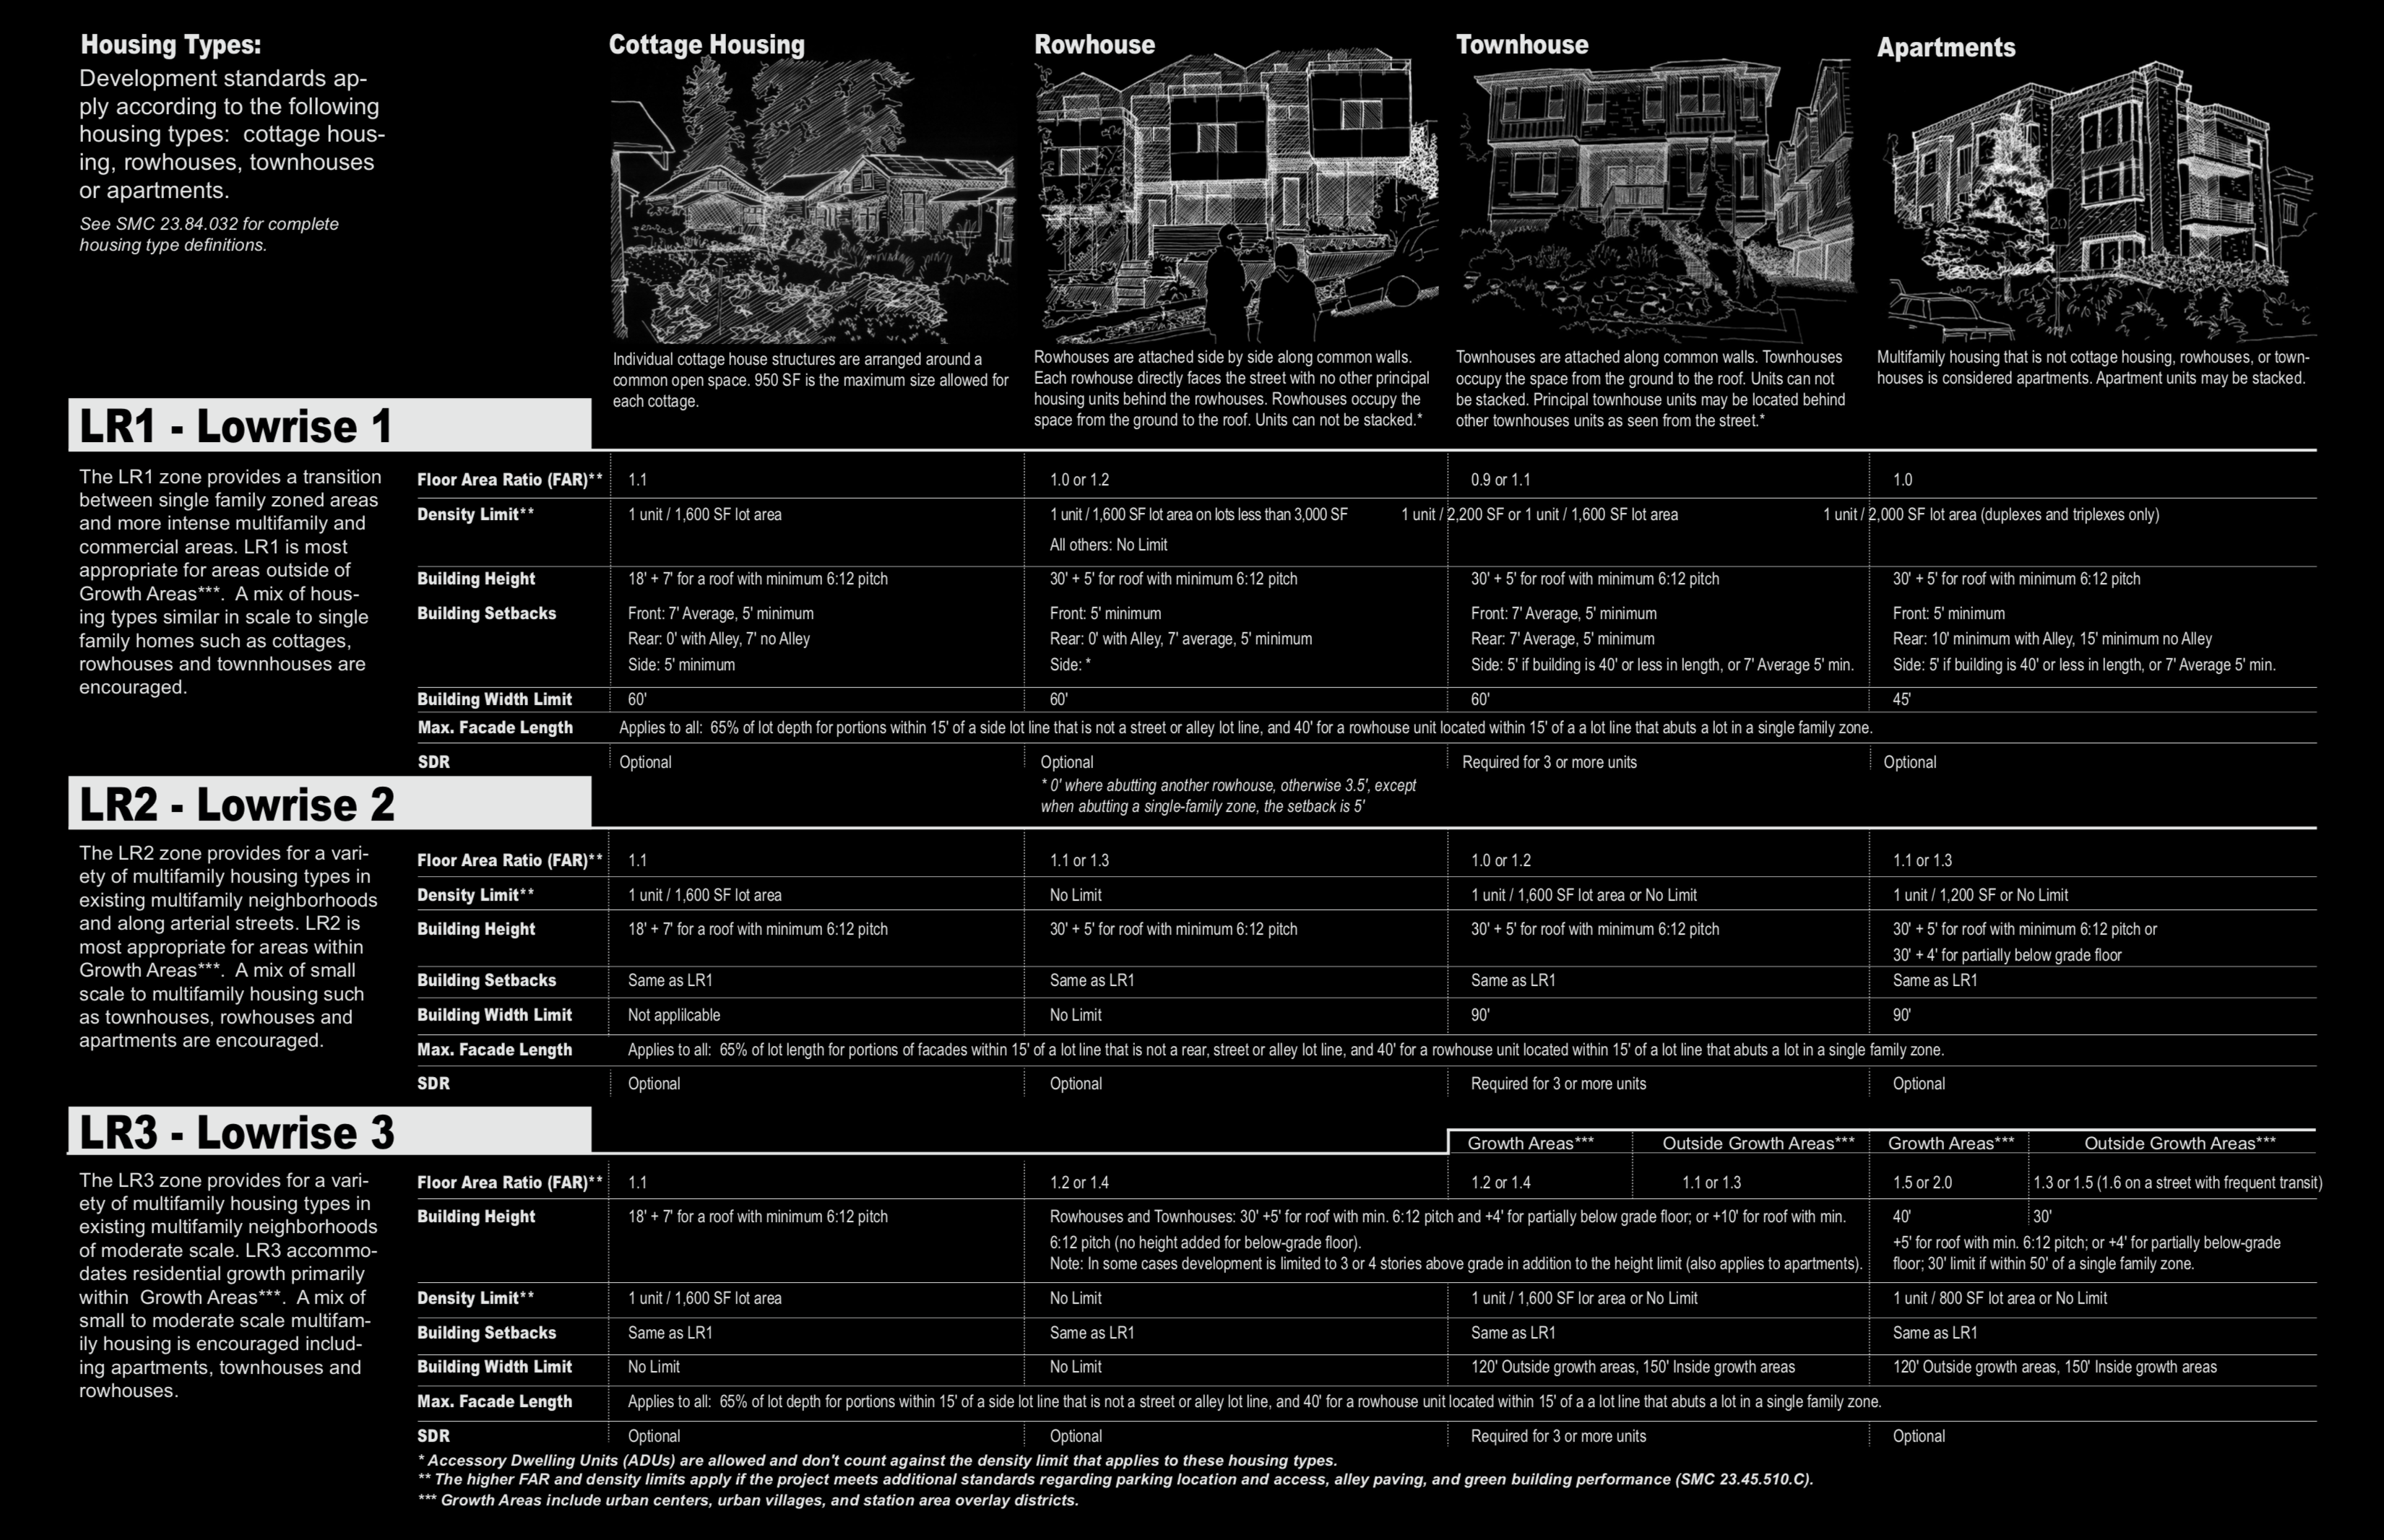 Housing Types:
Development standards ap-
ply according to the following
housing types:  cottage hous-
ing, rowhouses, townhouses
or apartments.
See SMC 23.84.032 for complete
housing type definitions.
Cottage Housing
Individual cottage house structures are arranged around a
common open space. 950 SF is the maximum size allowed for
each cottage.
Rowhouse
Rowhouses are attached side by side along common walls.
Each rowhouse directly faces the street with no other principal
housing units behind the rowhouses. Rowhouses occupy the
space from the ground to the roof. Units can not be stacked.*
Townhouse
Townhouses are attached along common walls. Townhouses
occupy the space from the ground to the roof. Units can not
be stacked. Principal townhouse units may be located behind
other townhouses units as seen from the street.*
Apartments
20
Multifamily housing that is not cottage housing, rowhouses, or town-
houses is considered apartments. Apartment units may be stacked.
LR1 - Lowrise 1
The LR1 zone provides a transition
between single family zoned areas
and more intense multifamily and
commercial areas. LR1 is most
appropriate for areas outside of
Growth Areas***.  A mix of hous-
ing types similar in scale to single
family homes such as cottages,
rowhouses and townnhouses are
encouraged.
Floor Area Ratio (FAR)** 1.1 1.0 or 1.2 0.9 or 1.1 1.0
Density Limit** 1 unit / 1,600 SF lot area 1 unit / 1,600 SF lot area on lots less than 3,000 SF 1 unit / 2,200 SF or 1 unit / 1,600 SF lot area 1 unit / 2,000 SF lot area (duplexes and triplexes only)
All others: No Limit
Building Height 18' + 7' for a roof with minimum 6:12 pitch 30' + 5' for roof with minimum 6:12 pitch 30' + 5' for roof with minimum 6:12 pitch 30' + 5' for roof with minimum 6:12 pitch
Building Setbacks Front: 7' Average, 5' minimum Front: 5' minimum Front: 7' Average, 5' minimum Front: 5' minimum
Rear: 0' with Alley, 7' no Alley Rear: 0' with Alley, 7' average, 5' minimum Rear: 7' Average, 5' minimum Rear: 10' minimum with Alley, 15' minimum no Alley
Side: 5' minimum Side: * Side: 5' if building is 40' or less in length, or 7' Average 5' min. Side: 5' if building is 40' or less in length, or 7' Average 5' min.
Building Width Limit 60' 60' 60' 45'
Max. Facade Length Applies to all:  65% of lot depth for portions within 15' of a side lot line that is not a street or alley lot line, and 40' for a rowhouse unit located within 15' of a a lot line that abuts a lot in a single family zone.
SDR Optional Optional Required for 3 or more units Optional
* 0' where abutting another rowhouse, otherwise 3.5', except
when abutting a single-family zone, the setback is 5'
LR2 - Lowrise 2
The LR2 zone provides for a vari-
ety of multifamily housing types in
existing multifamily neighborhoods
and along arterial streets. LR2 is
most appropriate for areas within
Growth Areas***.  A mix of small
scale to multifamily housing such
as townhouses, rowhouses and
apartments are encouraged.
Floor Area Ratio (FAR)** 1.1 1.1 or 1.3 1.0 or 1.2 1.1 or 1.3
Density Limit** 1 unit / 1,600 SF lot area No Limit 1 unit / 1,600 SF lot area or No Limit 1 unit / 1,200 SF or No Limit
Building Height 18' + 7' for a roof with minimum 6:12 pitch 30' + 5' for roof with minimum 6:12 pitch 30' + 5' for roof with minimum 6:12 pitch 30' + 5' for roof with minimum 6:12 pitch or
30' + 4' for partially below grade floor
Building Setbacks Same as LR1 Same as LR1 Same as LR1 Same as LR1
Building Width Limit Not applilcable No Limit 90' 90'
Max. Facade Length Applies to all:  65% of lot length for portions of facades within 15' of a lot line that is not a rear, street or alley lot line, and 40' for a rowhouse unit located within 15' of a lot line that abuts a lot in a single family zone.
SDR Optional Optional Required for 3 or more units Optional
LR3 - Lowrise 3
The LR3 zone provides for a vari-
ety of multifamily housing types in
existing multifamily neighborhoods
of moderate scale. LR3 accommo-
dates residential growth primarily
within  Growth Areas***.  A mix of
small to moderate scale multifam-
ily housing is encouraged includ-
ing apartments, townhouses and
rowhouses.
Growth Areas*** Outside Growth Areas*** Growth Areas*** Outside Growth Areas***
Floor Area Ratio (FAR)** 1.1 1.2 or 1.4 1.2 or 1.4 1.1 or 1.3 1.5 or 2.0 1.3 or 1.5 (1.6 on a street with frequent transit)
Building Height 18' + 7' for a roof with minimum 6:12 pitch Rowhouses and Townhouses: 30' +5' for roof with min. 6:12 pitch and +4' for partially below grade floor; or +10' for roof with min. 40' 30'
6:12 pitch (no height added for below-grade floor). +5' for roof with min. 6:12 pitch; or +4' for partially below-grade
Note: In some cases development is limited to 3 or 4 stories above grade in addition to the height limit (also applies to apartments). floor; 30' limit if within 50' of a single family zone.
Density Limit** 1 unit / 1,600 SF lot area No Limit 1 unit / 1,600 SF lor area or No Limit 1 unit / 800 SF lot area or No Limit
Building Setbacks Same as LR1 Same as LR1 Same as LR1 Same as LR1
Building Width Limit No Limit No Limit 120' Outside growth areas, 150' Inside growth areas 120' Outside growth areas, 150' Inside growth areas
Max. Facade Length Applies to all:  65% of lot depth for portions within 15' of a side lot line that is not a street or alley lot line, and 40' for a rowhouse unit located within 15' of a a lot line that abuts a lot in a single family zone.
SDR Optional Optional Required for 3 or more units Optional
* Accessory Dwelling Units (ADUs) are allowed and don't count against the density limit that applies to these housing types.
** The higher FAR and density limits apply if the project meets additional standards regarding parking location and access, alley paving, and green building performance (SMC 23.45.510.C).
*** Growth Areas include urban centers, urban villages, and station area overlay districts.